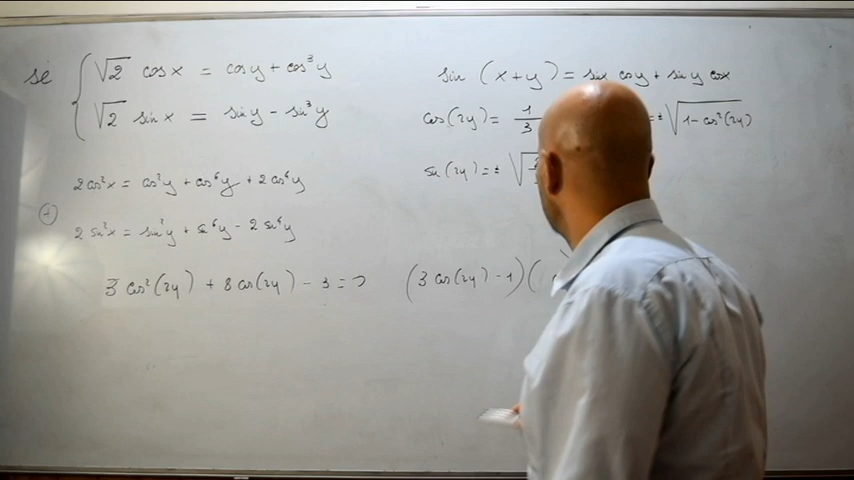 se { √2 cos x = cos y + cos³y
√2 sin x = sin y - sin³y
2 cos²x = cos²y + cos⁶y + 2 cos⁴y
(+)
2 sin²x = sin²y + sin⁶y - 2 sin⁴y
3 cos²(2y) + 8 cos(2y) - 3 = 0
sin (x+y) = sin x cos y + sin y cos x
cos(2y) = 1/3 = ± √1 - cos²(2y)
sin(2y) = ± √
(3 cos(2y) - 1)(